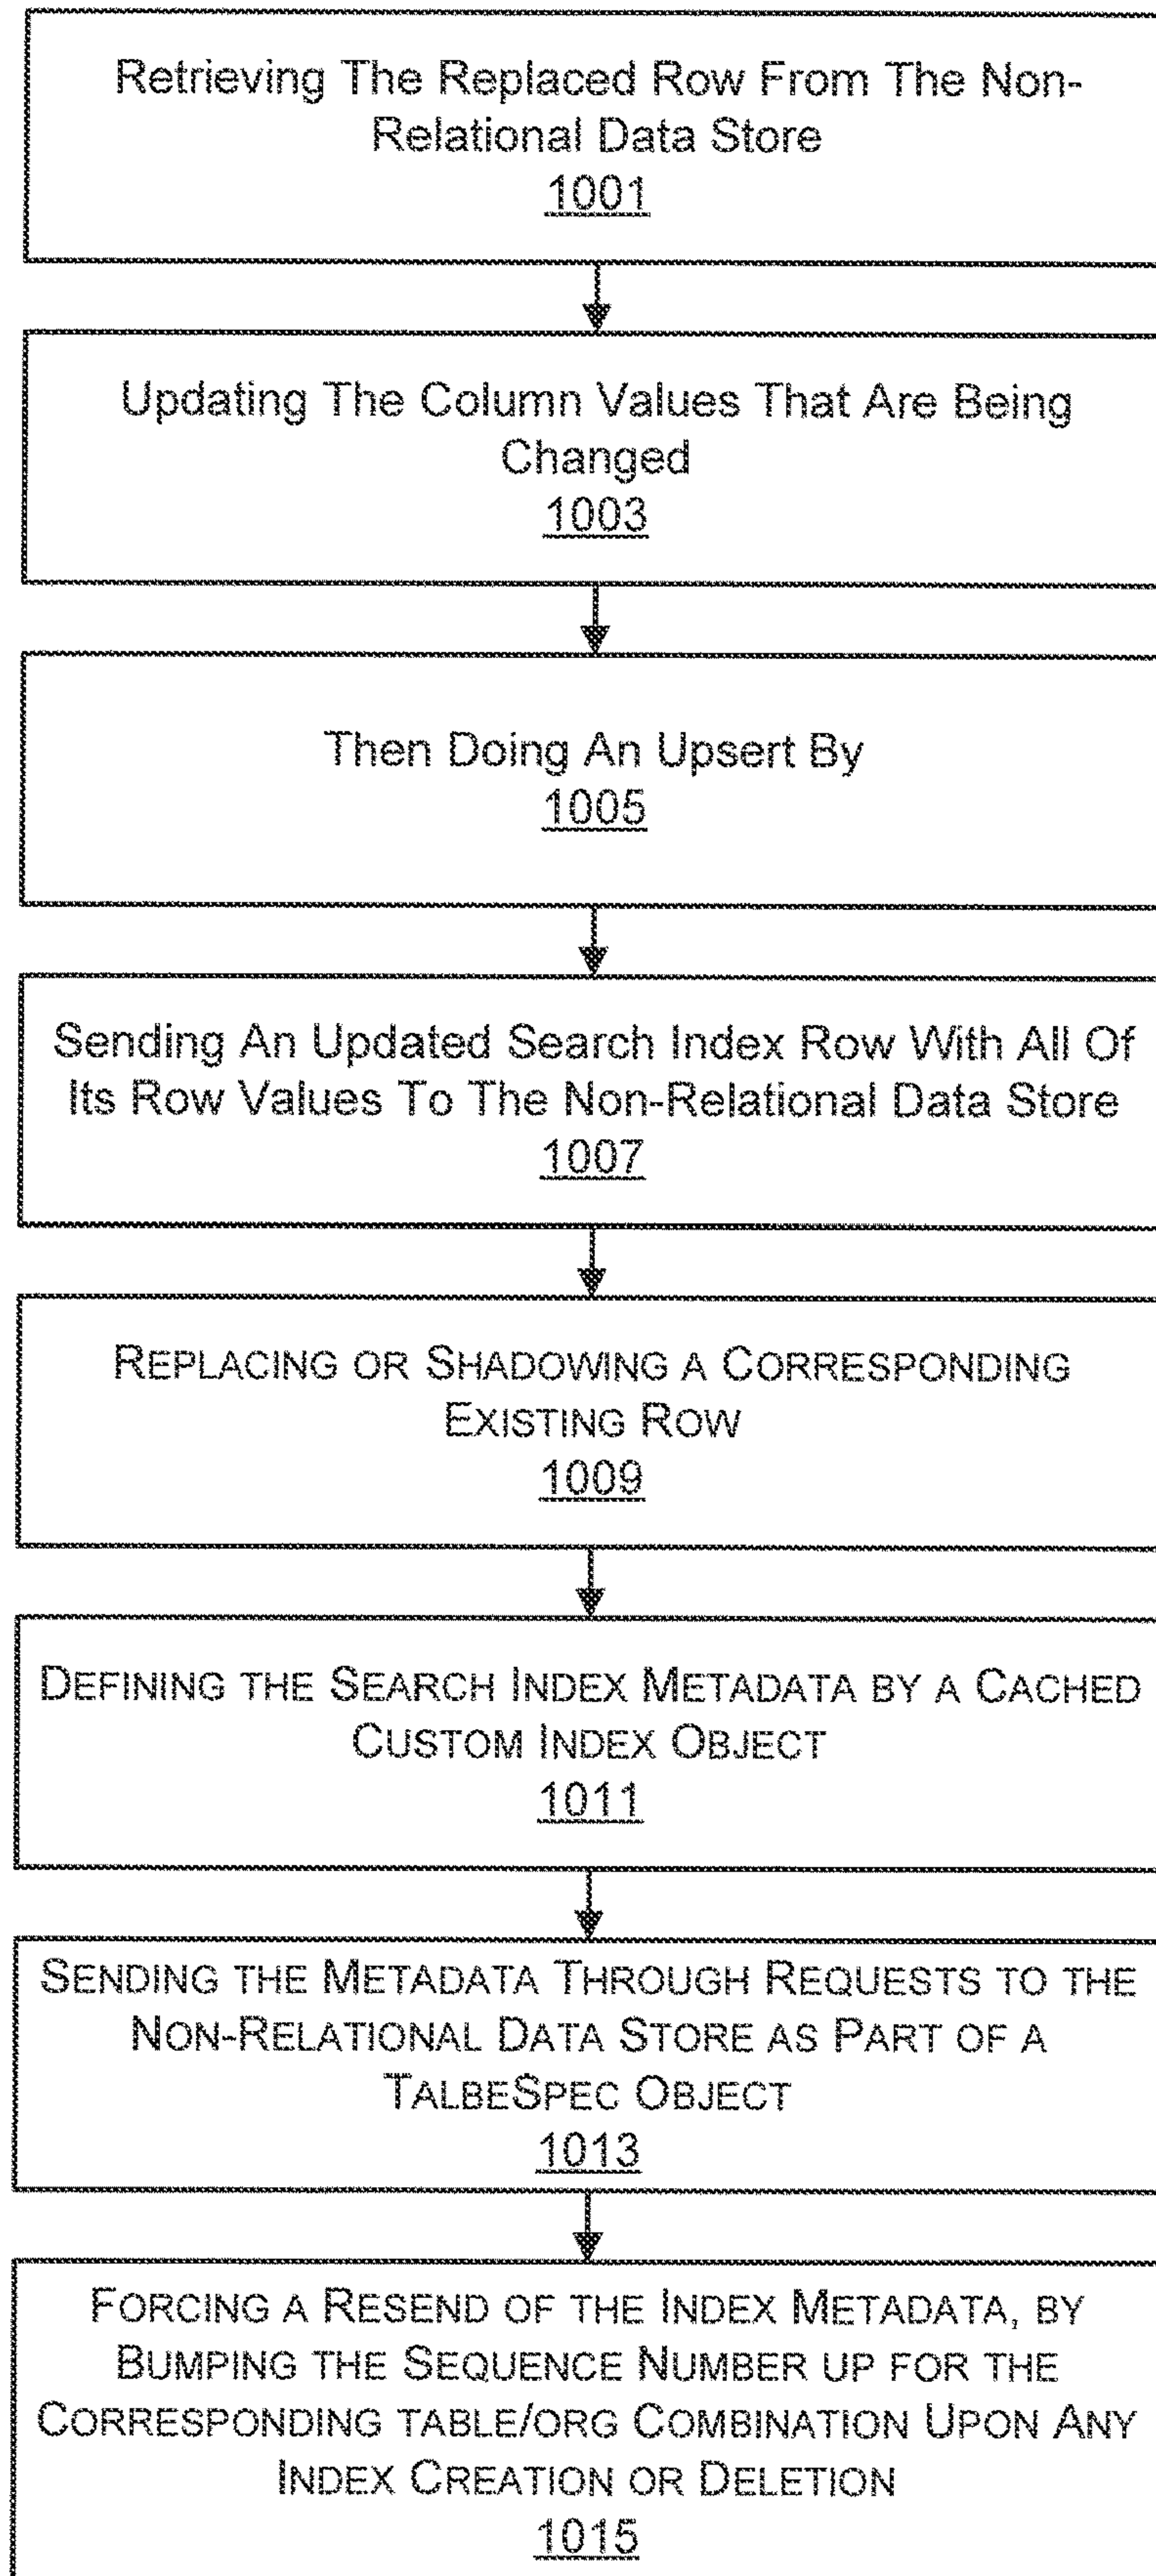 Retrieving The Replaced Row From The Non-
Relational Data Store
1001
Updating The Column Values That Are Being
Changed
1003
Then Doing An Upsert By
1005
Sending An Updated Search Index Row With All Of
Its Row Values To The Non-Relational Data Store
1007
REPLACING OR SHADOWING A CORRESPONDING
EXISTING ROW
1009
DEFINING THE SEARCH INDEX METADATA BY A CACHED
CUSTOM INDEX OBJECT
1011
SENDING THE METADATA THROUGH REQUESTS TO THE
NON-RELATIONAL DATA STORE AS PART OF A
TALBESPEC OBJECT
1013
FORCING A RESEND OF THE INDEX METADATA, BY
BUMPING THE SEQUENCE NUMBER UP FOR THE
CORRESPONDING TABLE/ORG COMBINATION UPON ANY
INDEX CREATION OR DELETION
1015